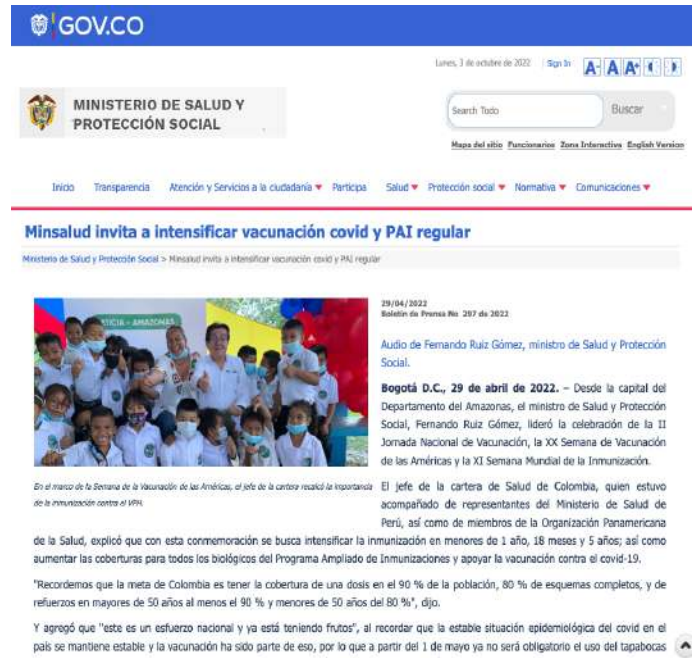 GOV.CO
Lunes, 3 de octubre de 2022 | Sign In A- A A+
MINISTERIO DE SALUD Y
PROTECCIÓN SOCIAL
Search Todo Buscar
Mapa del sitio Funcionarios Zona Interactiva English Version
Inicio Transparencia Atención y Servicios a la ciudadanía Participa Salud Protección social Normativa Comunicaciones
Minsalud invita a intensificar vacunación covid y PAI regular
Ministerio de Salud y Protección Social > Minsalud invita a intensificar vacunación covid y PAI regular
LETICIA - AMAZONAS
29/04/2022
Boletín de Prensa No 297 de 2022
Audio de Fernando Ruiz Gómez, ministro de Salud y Protección
Social.
Bogotá D.C., 29 de abril de 2022. – Desde la capital del
Departamento del Amazonas, el ministro de Salud y Protección
Social, Fernando Ruiz Gómez, lideró la celebración de la II
Jornada Nacional de Vacunación, la XX Semana de Vacunación
de las Américas y la XI Semana Mundial de la Inmunización.
En el marco de la Semana de la Vacunación de las Américas, el jefe de la cartera recalcó la importancia
de la inmunización contra el VPH.
El jefe de la cartera de Salud de Colombia, quien estuvo
acompañado de representantes del Ministerio de Salud de
Perú, así como de miembros de la Organización Panamericana
de la Salud, explicó que con esta conmemoración se busca intensificar la inmunización en menores de 1 año, 18 meses y 5 años; así como
aumentar las coberturas para todos los biológicos del Programa Ampliado de Inmunizaciones y apoyar la vacunación contra el covid-19.
"Recordemos que la meta de Colombia es tener la cobertura de una dosis en el 90 % de la población, 80 % de esquemas completos, y de
refuerzos en mayores de 50 años al menos el 90 % y menores de 50 años del 80 %", dijo.
Y agregó que "este es un esfuerzo nacional y ya está teniendo frutos", al recordar que la estable situación epidemiológica del covid en el
país se mantiene estable y la vacunación ha sido parte de eso, por lo que a partir del 1 de mayo ya no será obligatorio el uso del tapabocas